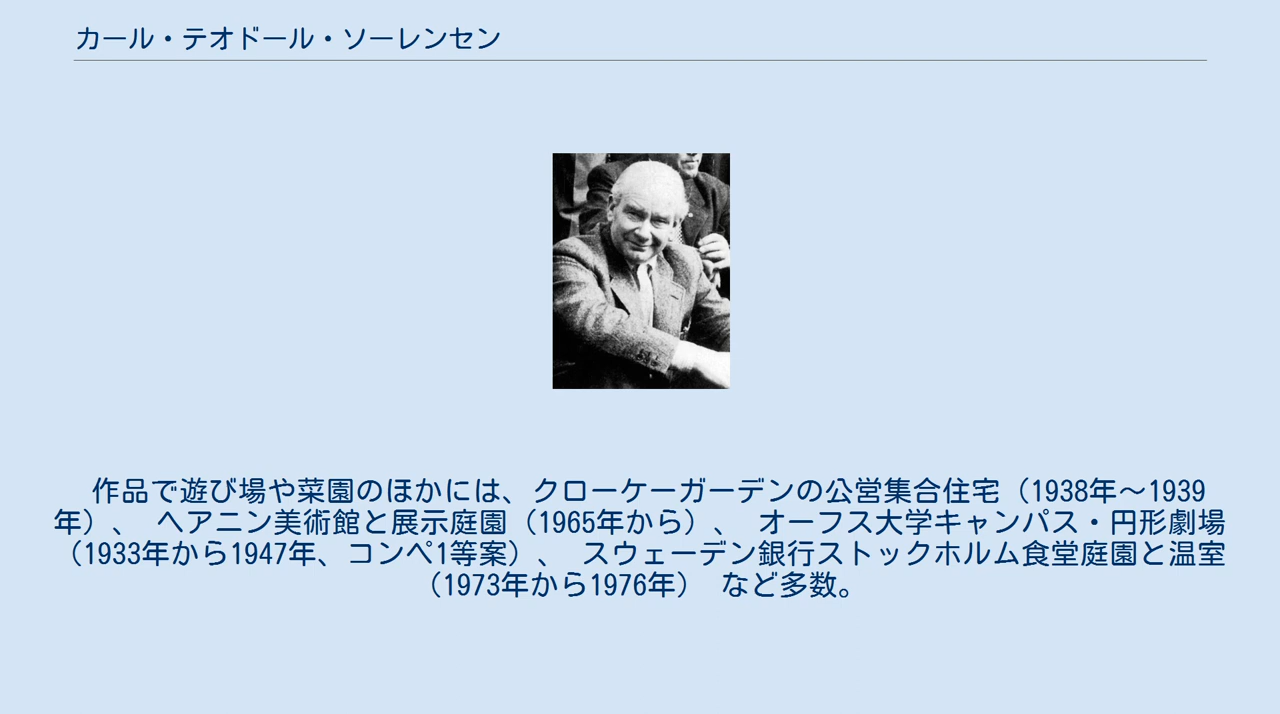 カール・テオドール・ソーレンセン
作品で遊び場や菜園のほかには、クローケーガーデンの公営集合住宅（1938年～1939
年）、 ヘアニン美術館と展示庭園（1965年から）、 オーフス大学キャンパス・円形劇場
（1933年から1947年、コンペ1等案）、 スウェーデン銀行ストックホルム食堂庭園と温室
（1973年から1976年） など多数。